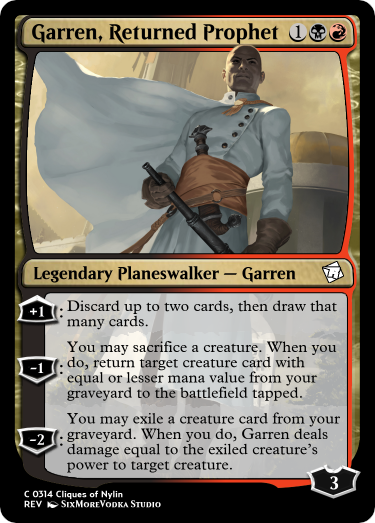 Garren, Returned Prophet 1
Legendary Planeswalker — Garren
+1: Discard up to two cards, then draw
that many cards.
You may sacrifice a creature. When you
do, return target creature card with
-1: equal or lesser mana value from your
graveyard to the battlefield tapped.
You may exile a creature card from your
graveyard. When you do, Garren deals
-2: damage equal to the exiled creature's
power to target creature.
3
C 0314 Cliques of Nylin
REV SixMoreVodka Studio